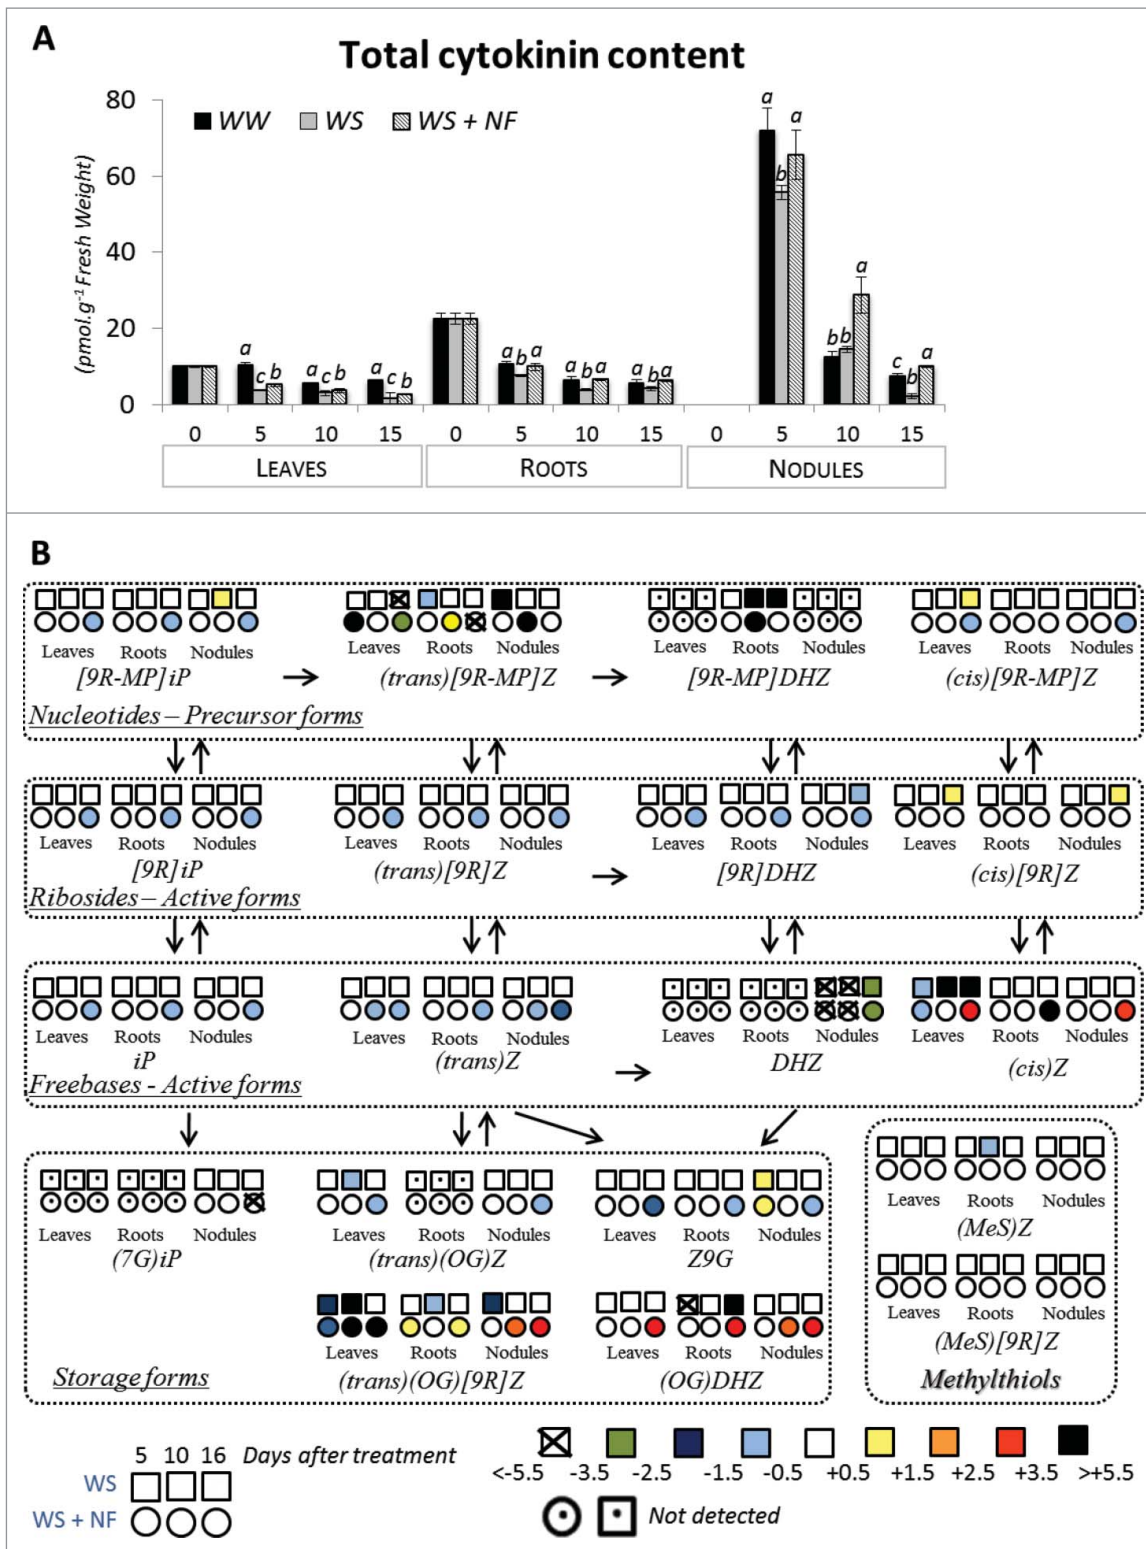 A
Total cytokinin content
(pmol.g-1 Fresh Weight)
80
60
40
20
0
WW WS WS + NF
a c b a c b a c b a b a a b a a b a a b a b b a c b a
0 5 10 15 0 5 10 15 0 5 10 15
LEAVES ROOTS NODULES
B
Leaves Roots Nodules Leaves Roots Nodules Leaves Roots Nodules Leaves Roots Nodules
[9R-MP]iP (trans)[9R-MP]Z [9R-MP]DHZ (cis)[9R-MP]Z
Nucleotides – Precursor forms
Leaves Roots Nodules Leaves Roots Nodules Leaves Roots Nodules Leaves Roots Nodules
[9R]iP (trans)[9R]Z [9R]DHZ (cis)[9R]Z
Ribosides – Active forms
Leaves Roots Nodules Leaves Roots Nodules Leaves Roots Nodules Leaves Roots Nodules
iP (trans)Z DHZ (cis)Z
Freebases - Active forms
Leaves Roots Nodules Leaves Roots Nodules Leaves Roots Nodules
(7G)iP (trans)(OG)Z Z9G
Leaves Roots Nodules Leaves Roots Nodules
(trans)(OG)[9R]Z (OG)DHZ
Storage forms
Leaves Roots Nodules
(MeS)Z
Leaves Roots Nodules
(MeS)[9R]Z
Methylthiols
5 10 16 Days after treatment
WS
WS + NF
<-5.5 -3.5 -2.5 -1.5 -0.5 +0.5 +1.5 +2.5 +3.5 >+5.5
Not detected